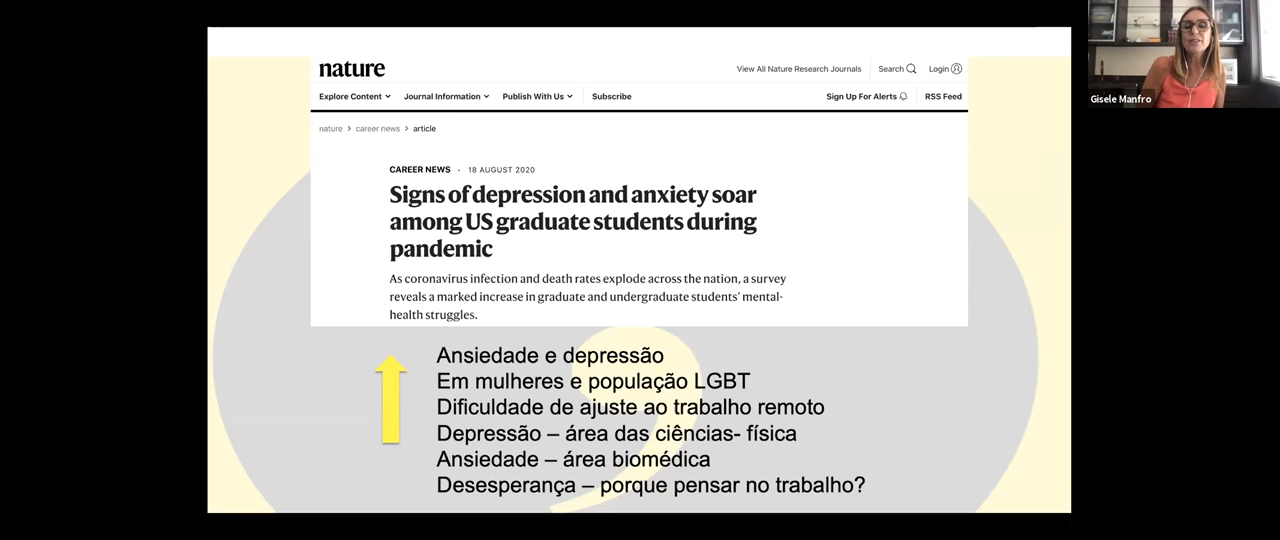 nature
View All Nature Research Journals
Search
Login
Explore Content
Journal Information
Publish With Us
Subscribe
Sign Up For Alerts
RSS Feed
nature > career news > article
CAREER NEWS · 18 AUGUST 2020
Signs of depression and anxiety soar
among US graduate students during
pandemic
As coronavirus infection and death rates explode across the nation, a survey
reveals a marked increase in graduate and undergraduate students’ mental-
health struggles.
Ansiedade e depressão
Em mulheres e população LGBT
Dificuldade de ajuste ao trabalho remoto
Depressão – área das ciências- física
Ansiedade – área biomédica
Desesperança – porque pensar no trabalho?
Gisele Manfro